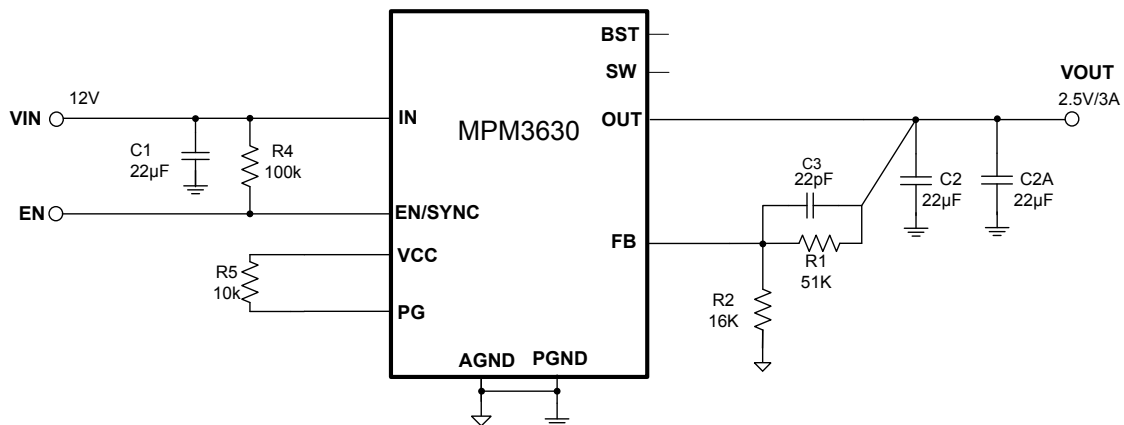 BST
SW
VOUT
2.5V/3A
12V
VIN
IN
MPM3630
OUT
C1
22µF
R4
100k
C3
22pF
C2
22µF
C2A
22µF
EN
EN/SYNC
FB
R1
51K
VCC
R5
10k
PG
R2
16K
AGND
PGND